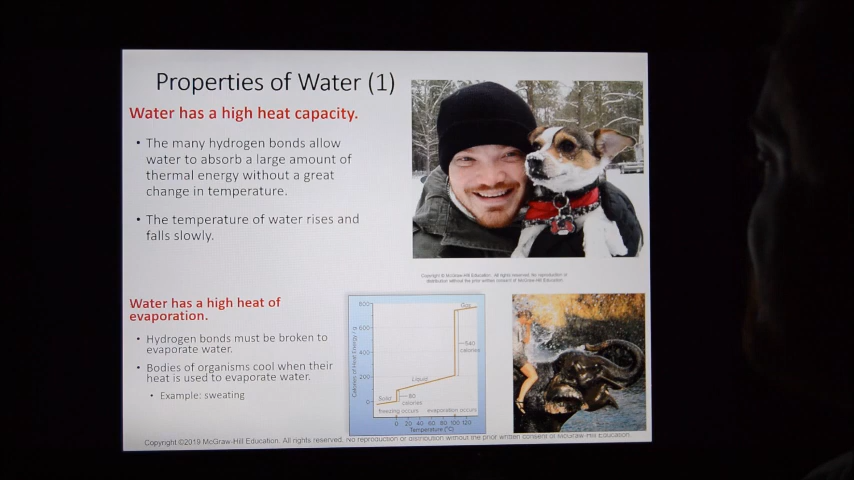 Properties of Water (1)
Water has a high heat capacity.
• The many hydrogen bonds allow
water to absorb a large amount of
thermal energy without a great
change in temperature.
• The temperature of water rises and
falls slowly.
Copyright © McGraw-Hill Education. All rights reserved. No reproduction or
distribution without the prior written consent of McGraw-Hill Education.
Water has a high heat of
evaporation.
• Hydrogen bonds must be broken to
evaporate water.
• Bodies of organisms cool when their
heat is used to evaporate water.
• Example: sweating
Calories of Heat Energy / g
800
600
400
200
0
Gas
~540
calories
Liquid
Solid
~80
calories
freezing occurs
evaporation occurs
0 20 40 60 80 100 120
Temperature (°C)
Copyright ©2019 McGraw-Hill Education. All rights reserved. No reproduction or distribution without the prior written consent of McGraw-Hill Education.